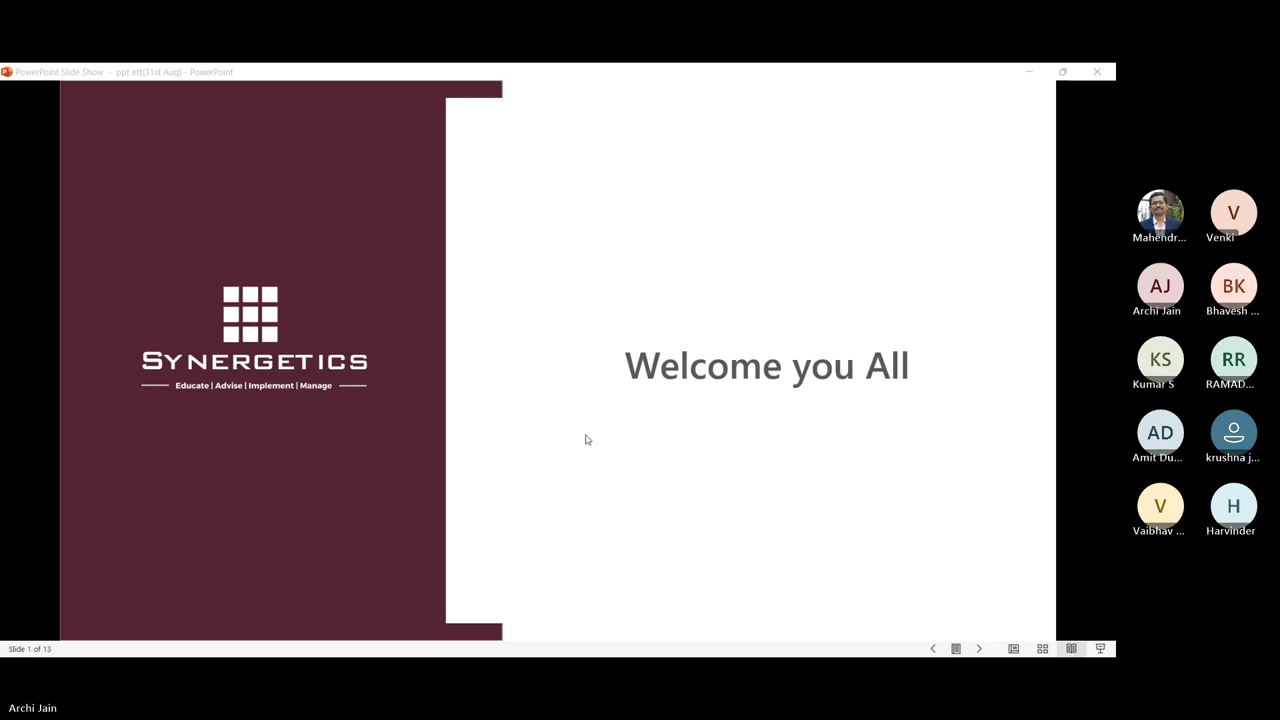 PowerPoint Slide Show - ppt ett(31st Aug) - PowerPoint
SYNERGETICS
Educate | Advise | Implement | Manage
Welcome you All
Mahendr...
V
Venki
AJ
Archi Jain
BK
Bhavesh ...
KS
Kumar S
RR
RAMAD...
AD
Amit Du...
krushna j...
V
Vaibhav ...
H
Harvinder
Slide 1 of 13
Archi Jain